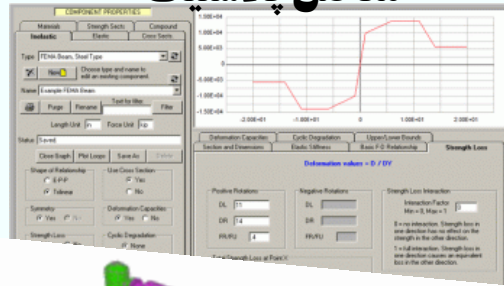 COMPONENT PROPERTIES
Materials Strength Sects Compound
Inelastic Elastic Cross Sects
Type FEMA Beam, Steel Type
New Choose type and name to
edit an existing component.
Name Example FEMA Beam
Purge Rename Text for filter Filter
Length Unit in Force Unit kip
Status Saved
Close Graph Plot Loops Save As Delete
Shape of Relationship Use Cross Section
E-P-P Yes
Trilinear No
Symmetry Deformation Capacities
Yes No Yes No
Strength Loss Cyclic Degradation
None
1.50E+04
1.00E+04
5.00E+03
0
-5.00E+03
-1.00E+04
-1.50E+04
-2.00E+01 -1.00E+01 0 1.00E+01 2.00E+01
Deformation Capacities Cyclic Degradation Upper/Lower Bounds
Section and Dimensions Elastic Stiffness Basic F-D Relationship Strength Loss
Deformation values = D / DY
Positive Rotations Negative Rotations Strength Loss Interaction
DL 11 DL Interaction Factor
Min = 0, Max = 1
DR 14 DR 0 = no interaction. Strength loss in
one direction has no effect on the
strength in the other direction.
FR/FU .4 FR/FU 1 = full interaction. Strength loss in
one direction causes an equivalent
loss in the other direction.